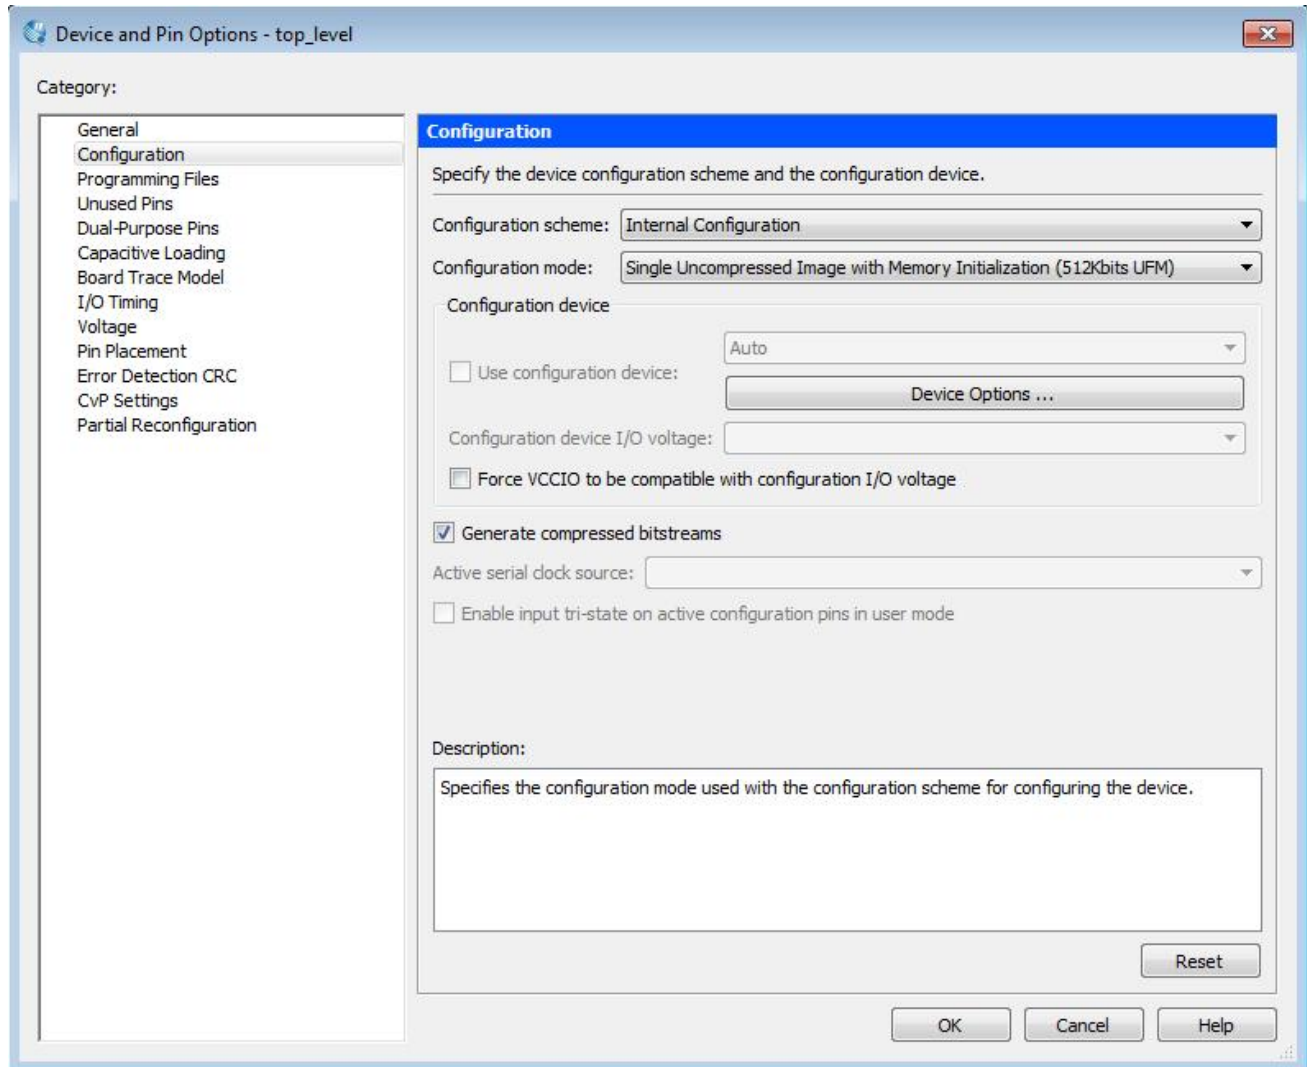 Device and Pin Options - top_level
Category:
General
Configuration
Programming Files
Unused Pins
Dual-Purpose Pins
Capacitive Loading
Board Trace Model
I/O Timing
Voltage
Pin Placement
Error Detection CRC
CvP Settings
Partial Reconfiguration
Configuration
Specify the device configuration scheme and the configuration device.
Configuration scheme: Internal Configuration
Configuration mode: Single Uncompressed Image with Memory Initialization (512Kbits UFM)
Configuration device
Auto
Use configuration device:
Device Options ...
Configuration device I/O voltage:
Force VCCIO to be compatible with configuration I/O voltage
Generate compressed bitstreams
Active serial clock source:
Enable input tri-state on active configuration pins in user mode
Description:
Specifies the configuration mode used with the configuration scheme for configuring the device.
Reset
OK Cancel Help